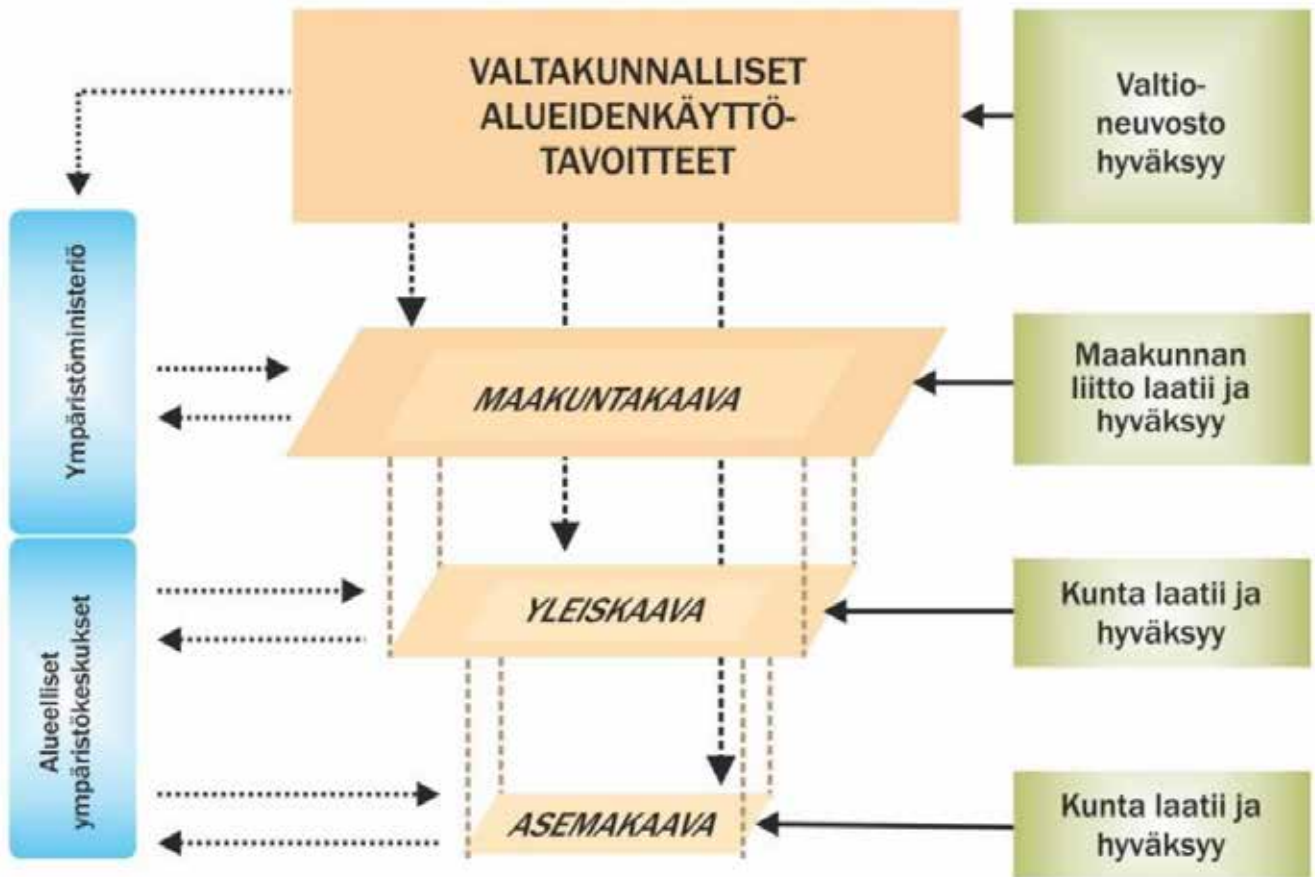 VALTAKUNNALLISET
ALUEIDENKÄYTTÖ-
TAVOITTEET
Valtio-
neuvosto
hyväksyy
Ympäristöministeriö
MAAKUNTAKAAVA
Maakunnan
liitto laatii ja
hyväksyy
Alueelliset
ympäristökeskukset
YLEISKAAVA
Kunta laatii ja
hyväksyy
ASEMAKAAVA
Kunta laatii ja
hyväksyy